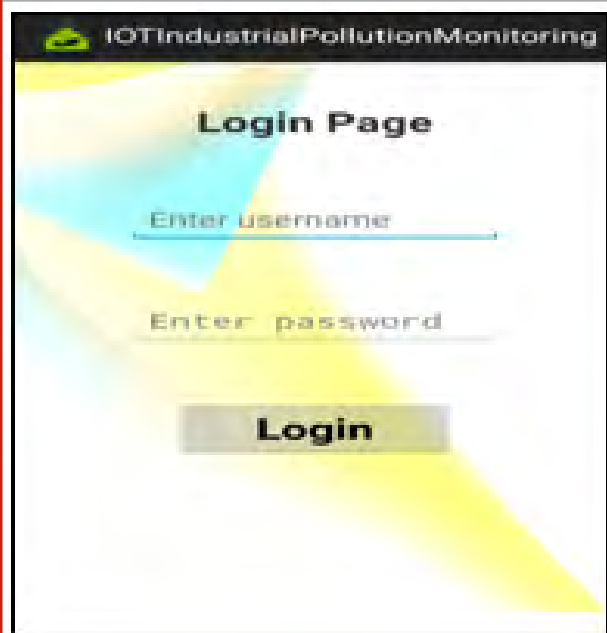 IOTIndustrialPollutionMonitoring
Login Page
Enter username
Enter password
Login